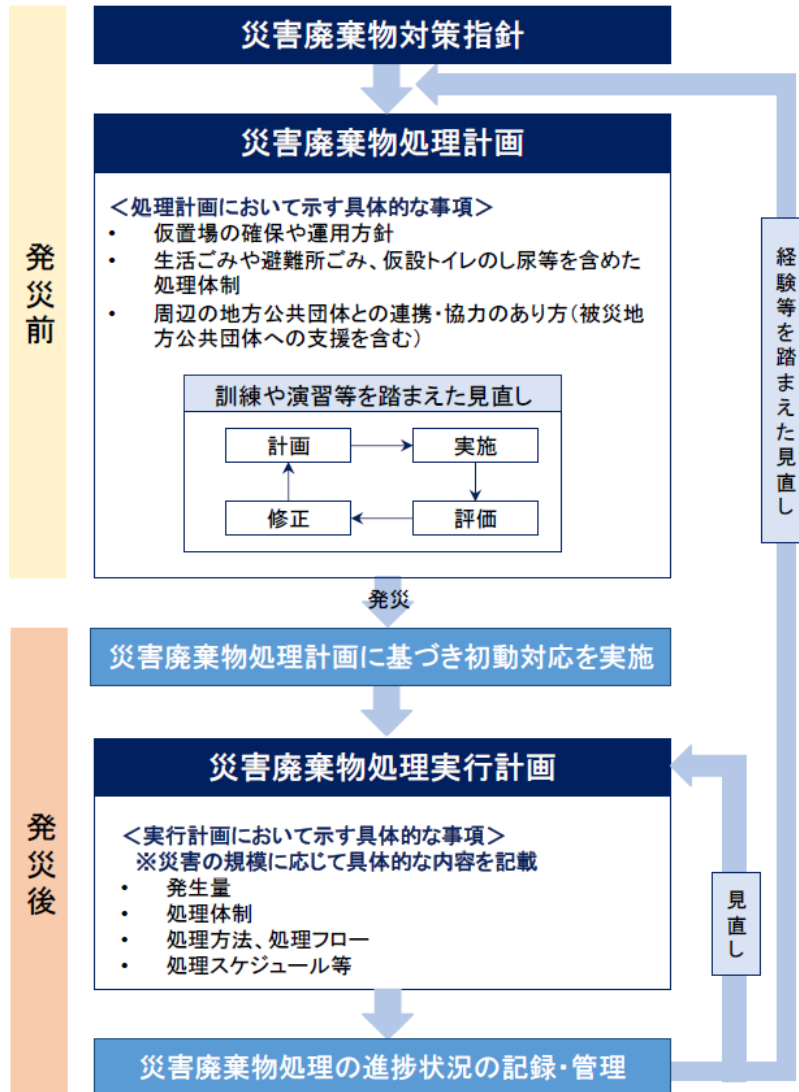 災害廃棄物対策指針
発災前
災害廃棄物処理計画
＜処理計画において示す具体的な事項＞
• 仮置場の確保や運用方針
• 生活ごみや避難所ごみ、仮設トイレのし尿等を含めた
処理体制
• 周辺の地方公共団体との連携・協力のあり方（被災地
方公共団体への支援を含む）
訓練や演習等を踏まえた見直し
計画
実施
修正
評価
経験等を踏まえた見直し
発災
発災後
災害廃棄物処理計画に基づき初動対応を実施
災害廃棄物処理実行計画
＜実行計画において示す具体的な事項＞
※災害の規模に応じて具体的な内容を記載
• 発生量
• 処理体制
• 処理方法、処理フロー
• 処理スケジュール等
見直し
災害廃棄物処理の進捗状況の記録・管理